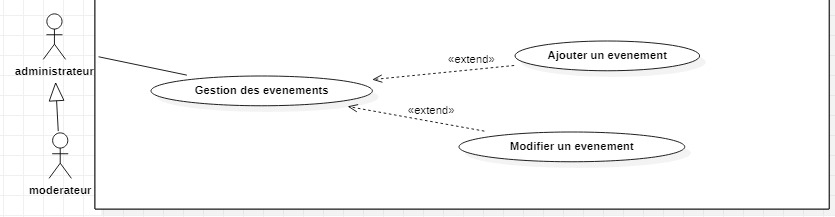 «extend»
Ajouter un evenement
administrateur
Gestion des evenements
«extend»
Modifier un evenement
moderateur